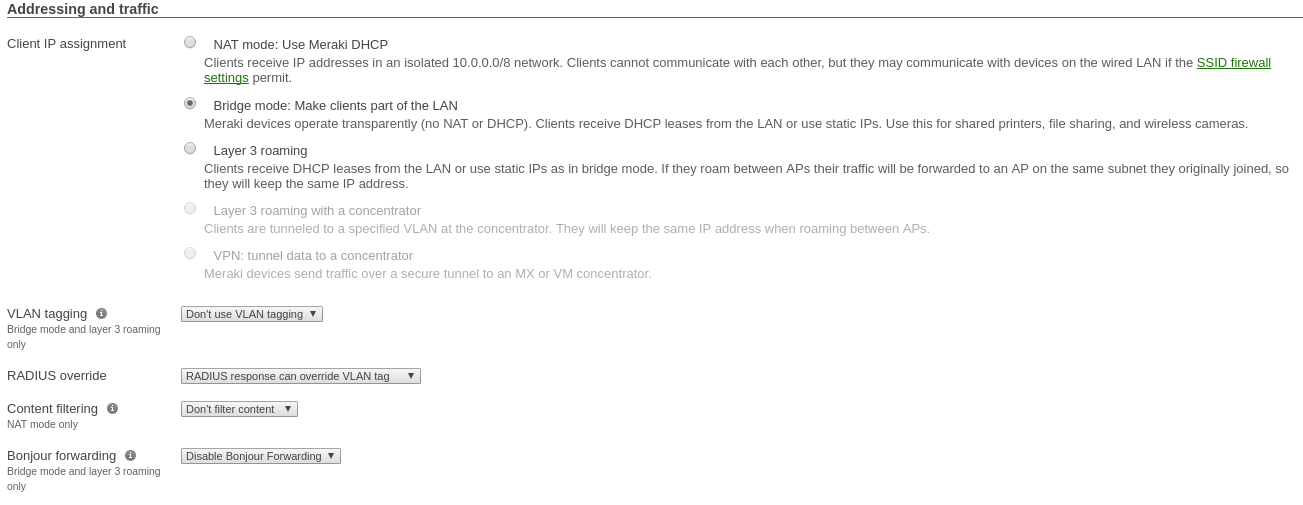 Addressing and traffic
Client IP assignment
NAT mode: Use Meraki DHCP
Clients receive IP addresses in an isolated 10.0.0.0/8 network. Clients cannot communicate with each other, but they may communicate with devices on the wired LAN if the SSID firewall
settings permit.
Bridge mode: Make clients part of the LAN
Meraki devices operate transparently (no NAT or DHCP). Clients receive DHCP leases from the LAN or use static IPs. Use this for shared printers, file sharing, and wireless cameras.
Layer 3 roaming
Clients receive DHCP leases from the LAN or use static IPs as in bridge mode. If they roam between APs their traffic will be forwarded to an AP on the same subnet they originally joined, so
they will keep the same IP address.
Layer 3 roaming with a concentrator
Clients are tunneled to a specified VLAN at the concentrator. They will keep the same IP address when roaming between APs.
VPN: tunnel data to a concentrator
Meraki devices send traffic over a secure tunnel to an MX or VM concentrator.
VLAN tagging i
Don't use VLAN tagging ▼
Bridge mode and layer 3 roaming
only
RADIUS override
RADIUS response can override VLAN tag ▼
Content filtering i
Don't filter content ▼
NAT mode only
Bonjour forwarding i
Disable Bonjour Forwarding ▼
Bridge mode and layer 3 roaming
only